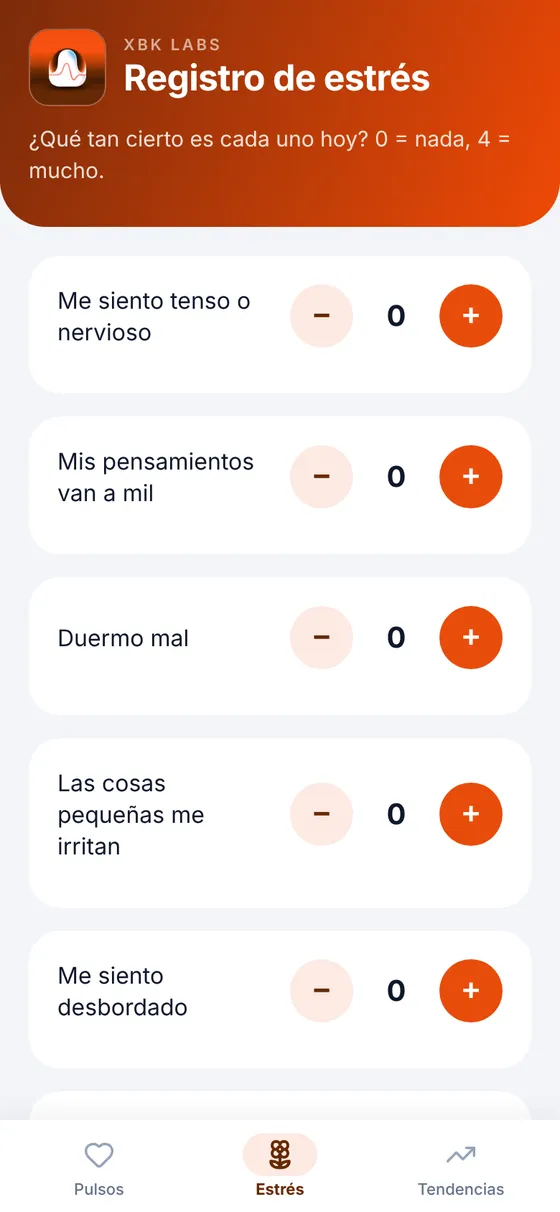 XBK LABS
Registro de estrés
¿Qué tan cierto es cada uno hoy? 0 = nada, 4 =
mucho.
Me siento tenso o
nervioso
− 0 +
Mis pensamientos
van a mil
− 0 +
Duermo mal
− 0 +
Las cosas
pequeñas me
irritan
− 0 +
Me siento
desbordado
− 0 +
Pulsos
Estrés
Tendencias